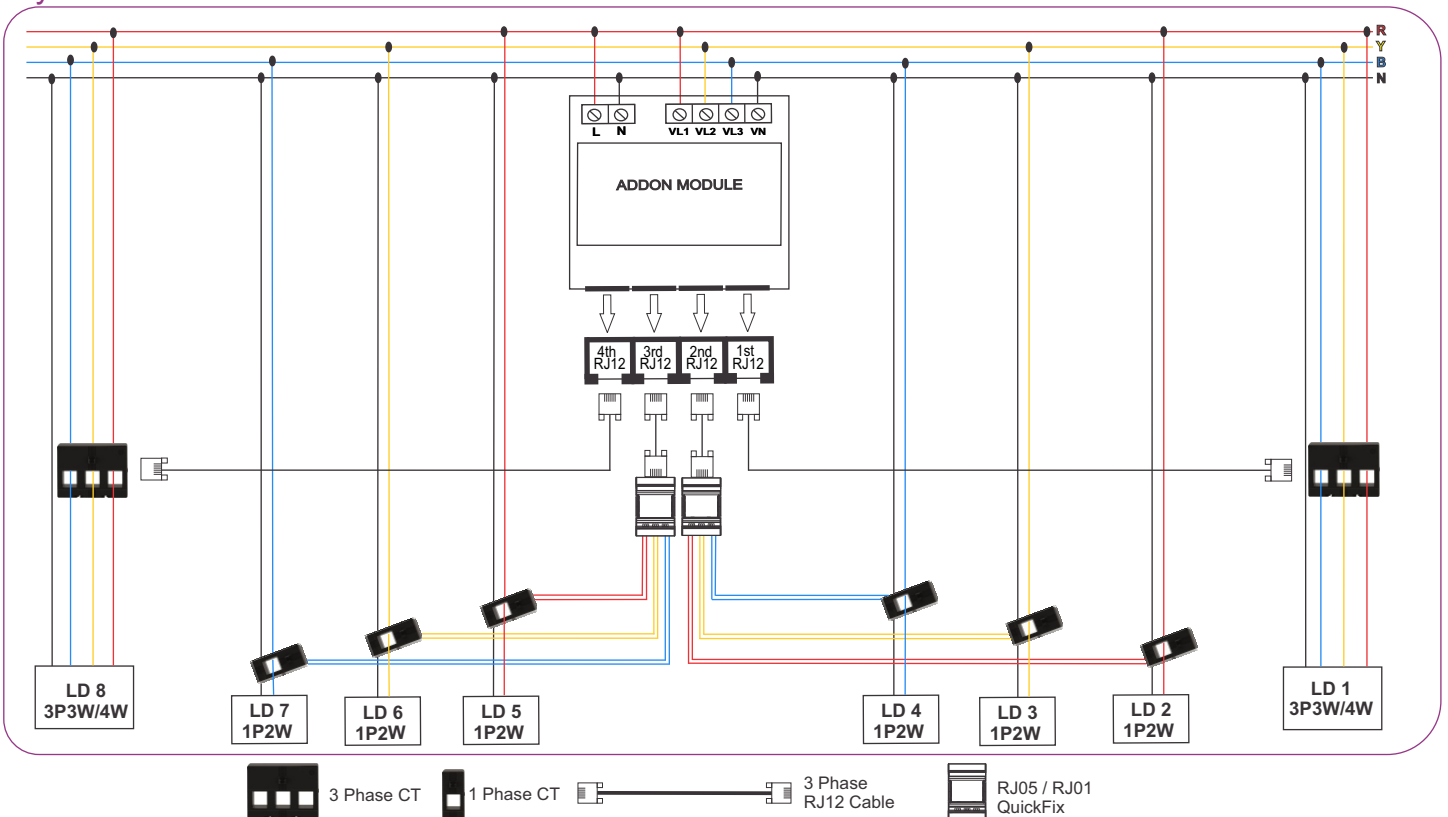 R
Y
B
N
L N VL1 VL2 VL3 VN
ADDON MODULE
4th
RJ12
3rd
RJ12
2nd
RJ12
1st
RJ12
LD 8
3P3W/4W
LD 7
1P2W
LD 6
1P2W
LD 5
1P2W
LD 4
1P2W
LD 3
1P2W
LD 2
1P2W
LD 1
3P3W/4W
3 Phase CT
1 Phase CT
3 Phase
RJ12 Cable
RJ05 / RJ01
QuickFix